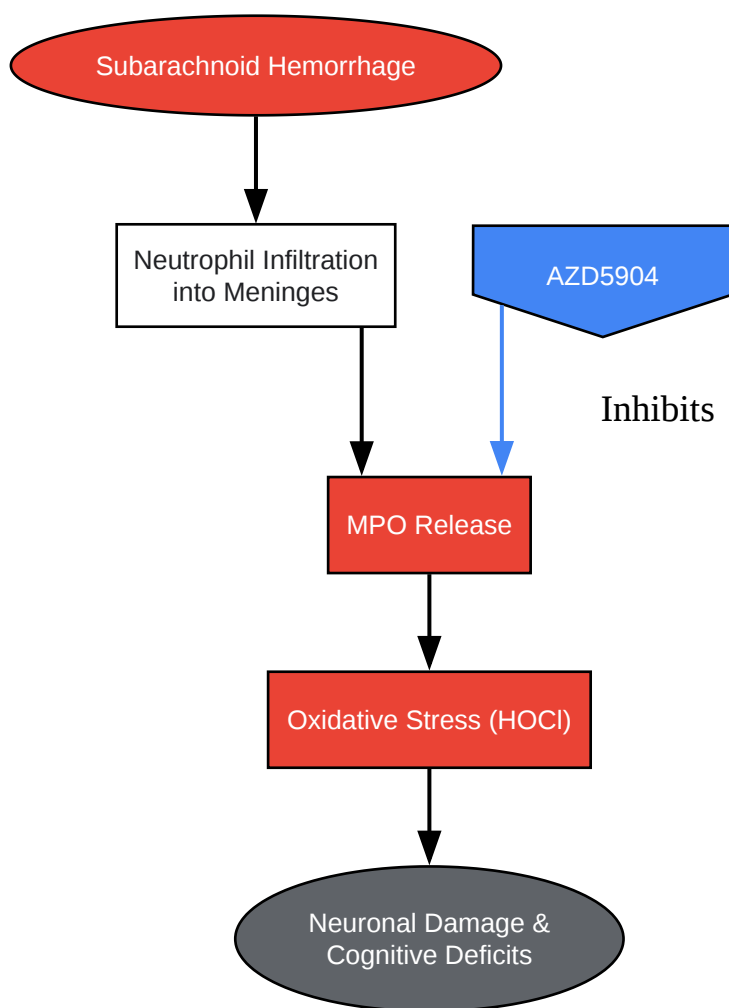 Subarachnoid Hemorrhage
Neutrophil Infiltration
into Meninges
AZD5904
Inhibits
MPO Release
Oxidative Stress (HOCl)
Neuronal Damage &
Cognitive Deficits